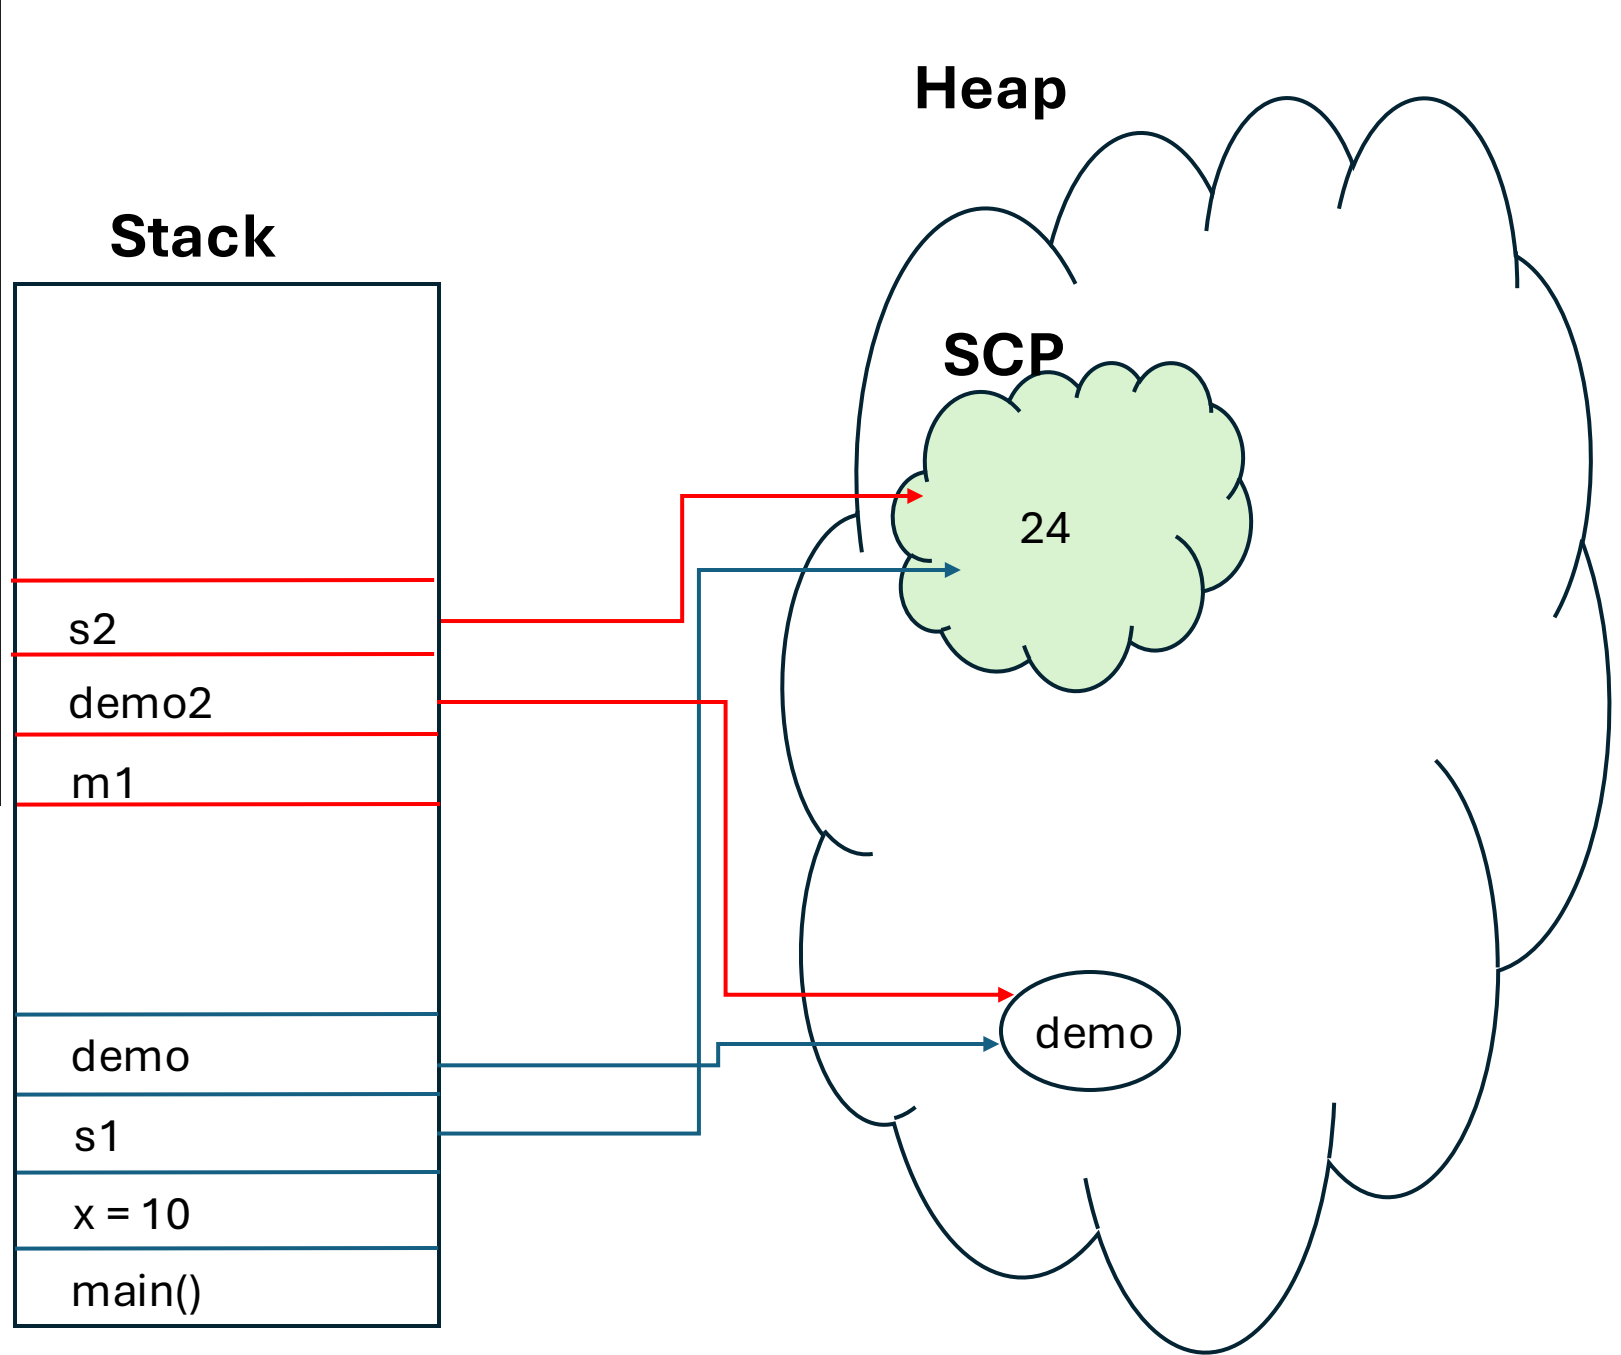 Heap
Stack
SCP
24
s2
demo2
m1
demo
demo
s1
x = 10
main()